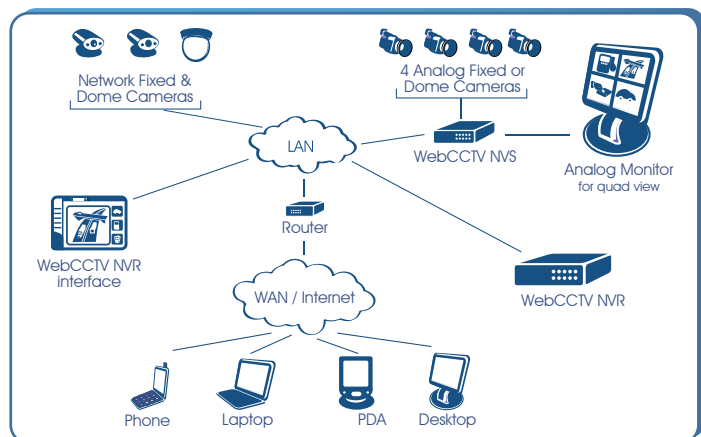 Network Fixed &
Dome Cameras
4 Analog Fixed or
Dome Cameras
LAN
WebCCTV NVS
Analog Monitor
for quad view
Router
WebCCTV NVR
interface
WAN / Internet
WebCCTV NVR
Phone
Laptop
PDA
Desktop